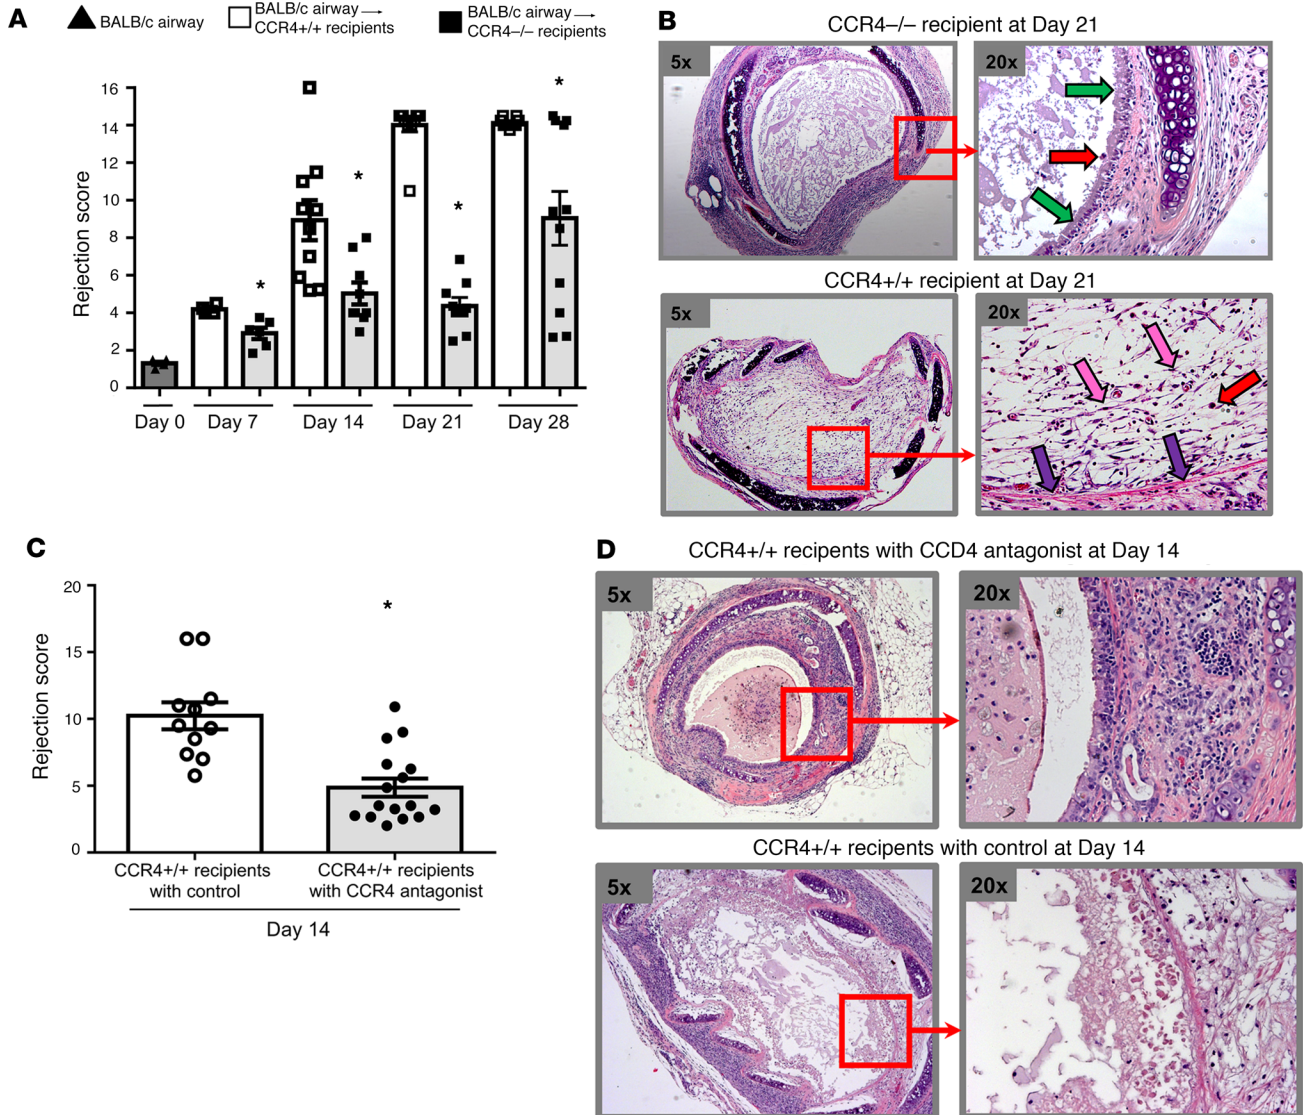 A
BALB/c airway
BALB/c airway →
CCR4+/+ recipients
BALB/c airway →
CCR4–/– recipients
Rejection score
16
14
12
10
8
6
4
2
0
*
*
*
*
Day 0
Day 7
Day 14
Day 21
Day 28
B
CCR4–/– recipient at Day 21
5x
20x
CCR4+/+ recipient at Day 21
5x
20x
C
Rejection score
20
15
10
5
0
*
CCR4+/+ recipients
with control
CCR4+/+ recipients
with CCR4 antagonist
Day 14
D
CCR4+/+ recipents with CCD4 antagonist at Day 14
5x
20x
CCR4+/+ recipients with control at Day 14
5x
20x